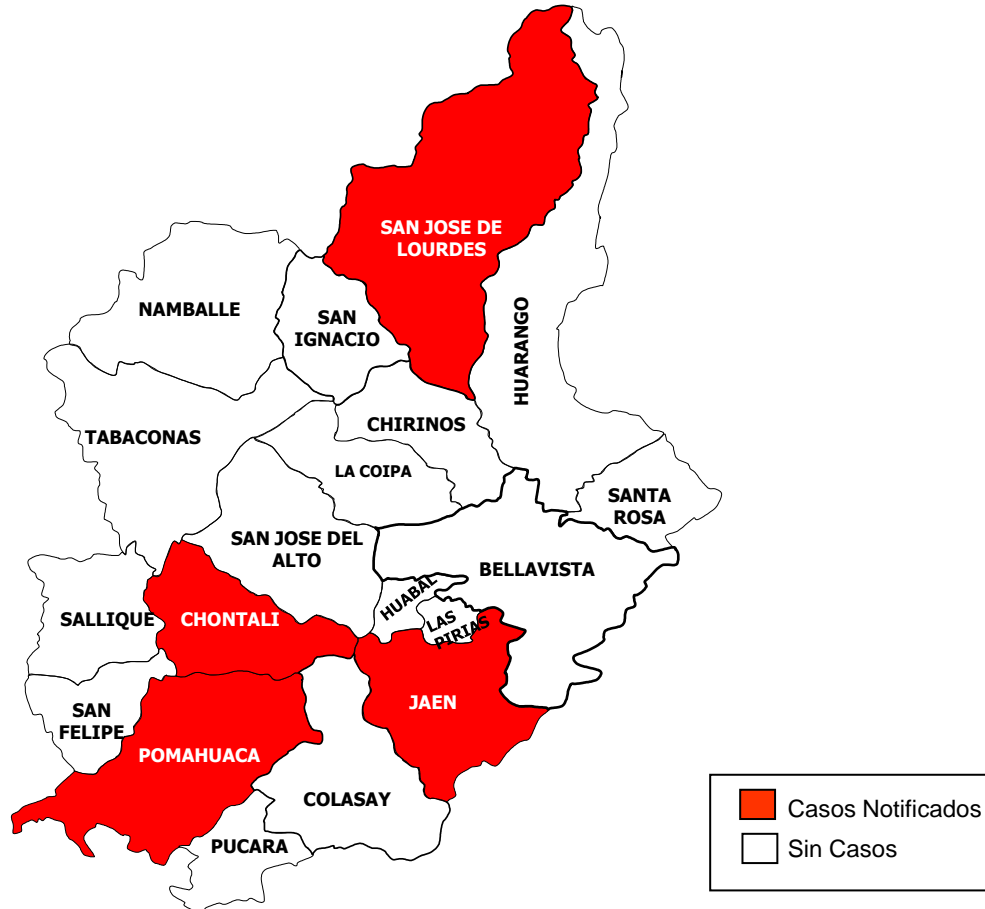 SAN JOSE DE
LOURDES
NAMBALLE
SAN
IGNACIO
HUARANGO
TABACONAS
CHIRINOS
LA COIPA
SANTA
ROSA
SAN JOSE DEL
ALTO
BELLAVISTA
HUABAL
SALLIQUE
CHONTALI
LAS
PIRIAS
JAEN
SAN
FELIPE
POMAHUACA
COLASAY
PUCARA
Casos Notificados
Sin Casos